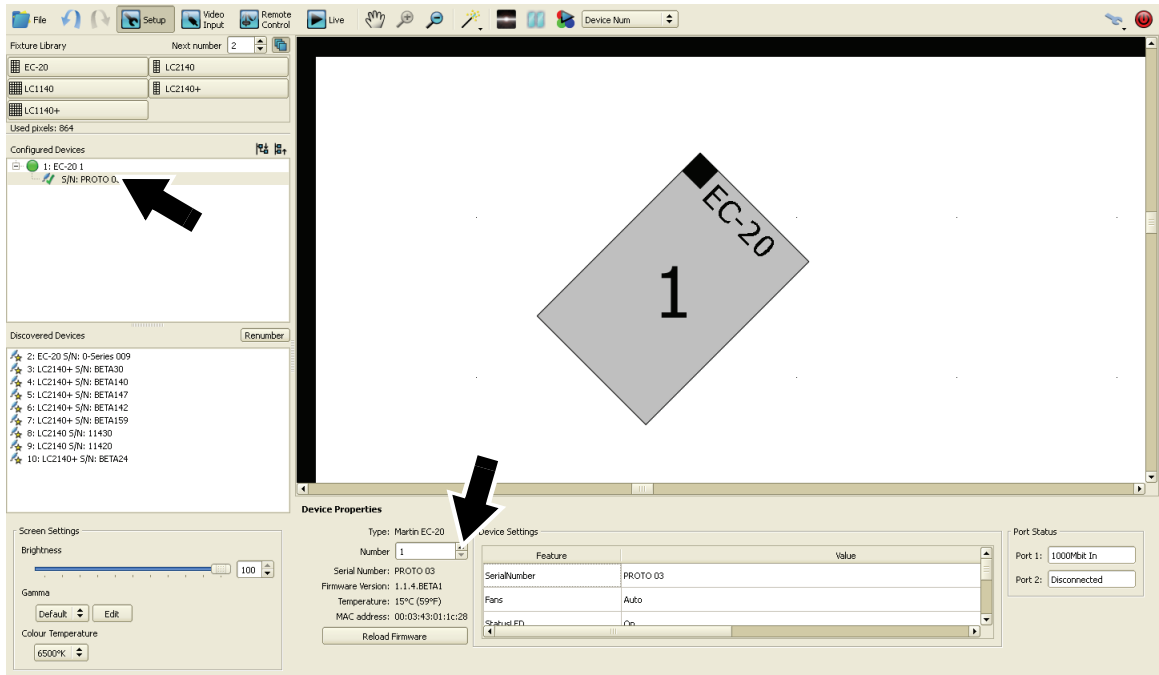 File Setup Video Input Remote Control Live Device Num
Fixture Library Next number 2
EC-20 LC2140
LC1140 LC2140+
LC1140+
Used pixels: 864
Configured Devices
1: EC-20 1
S/N: PROTO 0
EC-20
1
Discovered Devices Renumber
2: EC-20 S/N: 0-Series 009
3: LC2140+ S/N: BETA30
4: LC2140+ S/N: BETA140
5: LC2140+ S/N: BETA147
6: LC2140+ S/N: BETA142
7: LC2140+ S/N: BETA159
8: LC2140 S/N: 11430
9: LC2140 S/N: 11420
10: LC2140+ S/N: BETA24
Screen Settings
Brightness
100
Gamma
Default Edit
Colour Temperature
6500°K
Device Properties
Type: Martin EC-20
Number 1
Serial Number: PROTO 03
Firmware Version: 1.1.4.BETA1
Temperature: 15°C (59°F)
MAC address: 00:03:43:01:1c:28
Reload Firmware
Device Settings
Feature Value
SerialNumber PROTO 03
Fans Auto
StatusLED On
Port Status
Port 1: 1000Mbit In
Port 2: Disconnected